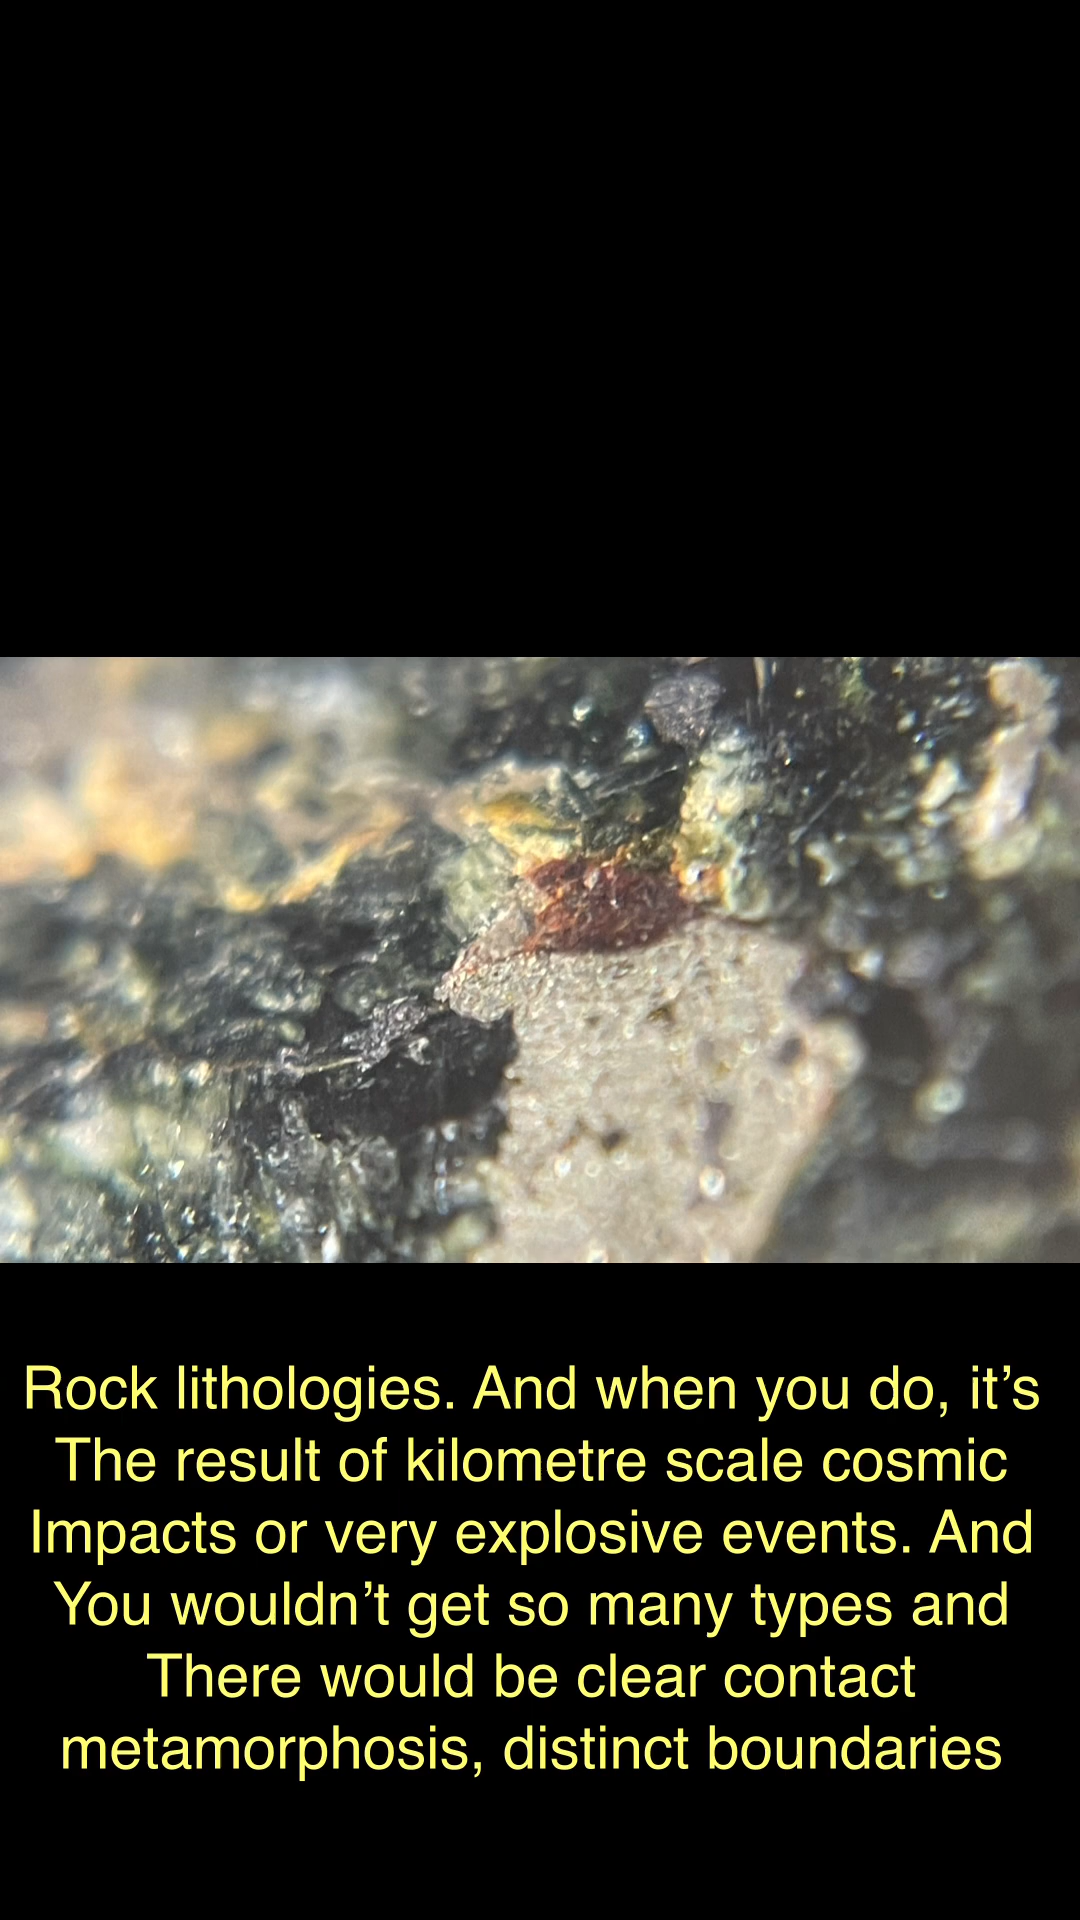 Rock lithologies. And when you do, it’s
The result of kilometre scale cosmic
Impacts or very explosive events. And
You wouldn’t get so many types and
There would be clear contact
metamorphosis, distinct boundaries